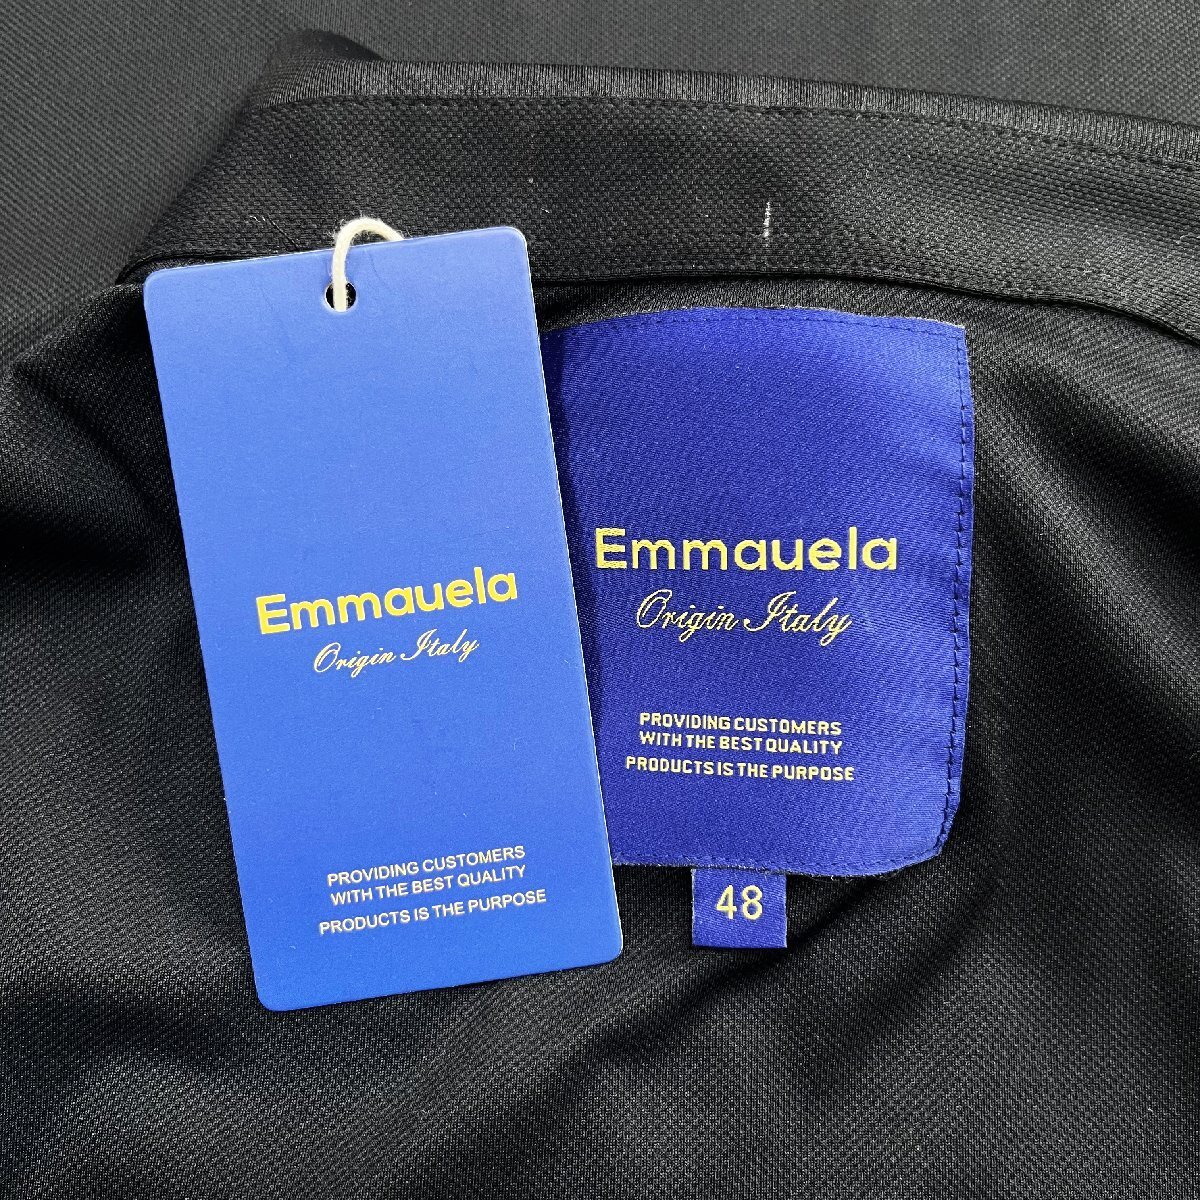 Emmauela
Origin Italy
PROVIDING CUSTOMERS
WITH THE BEST QUALITY
PRODUCTS IS THE PURPOSE
Emmauela
Origin Italy
PROVIDING CUSTOMERS
WITH THE BEST QUALITY
PRODUCTS IS THE PURPOSE
48